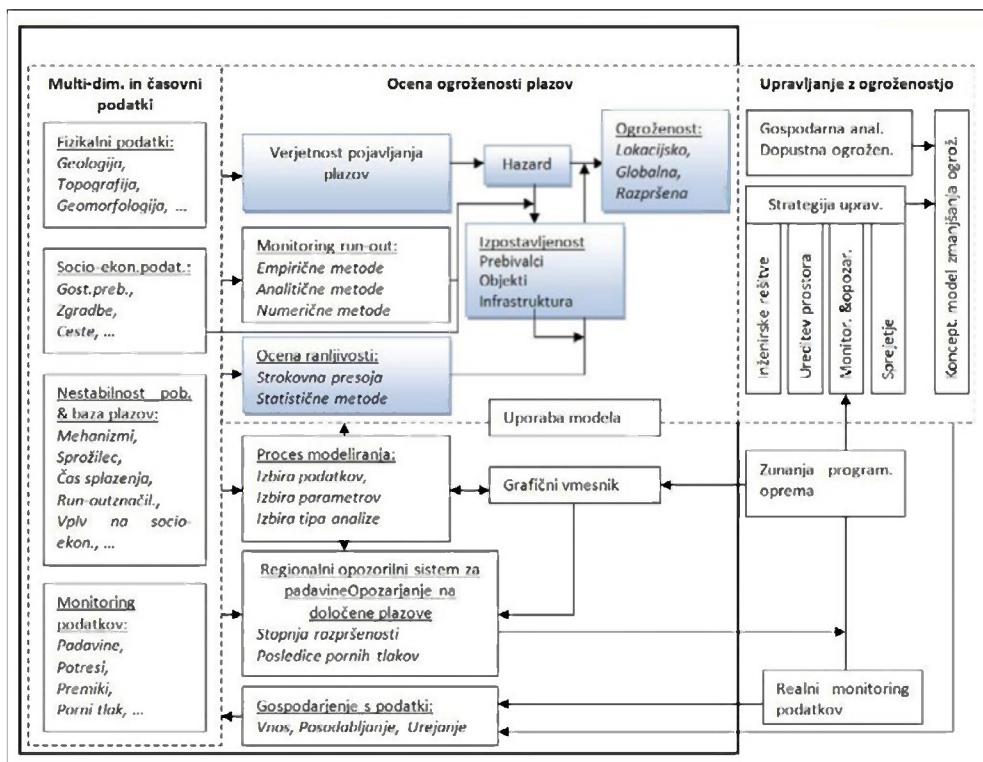 Multi-dim. in časovni
podatki
Fizikalni podatki:
Geologija,
Topografija,
Geomorfologija, ...
Socio-ekon.podat.:
Gost.preb.,
Zgradbe,
Ceste, ...
Nestabilnost pob.
& baza plazov:
Mehanizmi,
Sprožilec,
Čas splazenja,
Run-outznačil.,
Vplv na socio-
ekon., ...
Monitoring
podatkov:
Padavine,
Potresi,
Premiki,
Porni tlak, ...
Ocena ogroženosti plazov
Verjetnost pojavljanja
plazov
Hazard
Ogroženost:
Lokacijsko,
Globalna,
Razpršena
Monitoring run-out:
Empirične metode
Analitične metode
Numerične metode
Izpostavljenost
Prebivalci
Objekti
Infrastruktura
Ocena ranljivosti:
Strokovna presoja
Statistične metode
Uporaba modela
Proces modeliranja:
Izbira podatkov,
Izbira parametrov
Izbira tipa analize
Grafični vmesnik
Regionalni opozorilni sistem za
padavineOpozarjanje na
določene plazove
Stopnja razpršenosti
Posledice pornih tlakov
Gospodarjenje s podatki:
Vnos, Posodabljanje, Urejanje
Upravljanje z ogroženostjo
Gospodarna anal.
Dopustna ogrožen.
Strategija uprav.
Inženirske rešitve
Ureditev prostora
Monitor. &opozar.
Sprejetje
Koncept. model zmanjšanja ogrož.
Zunanja program.
oprema
Realni monitoring
podatkov